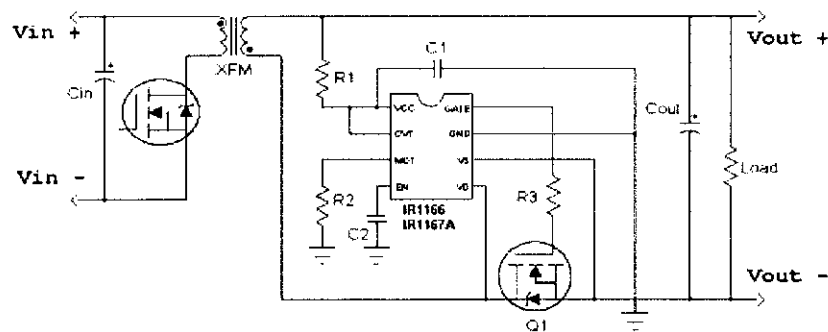 Vin +
Vout +
C1
XFM
R1
Cin
VCC
GATE
OVT
GND
Cout
MOT
VS
Load
EN
VD
Vin -
R2
R3
IR1166
IR1167A
C2
Vout -
Q1